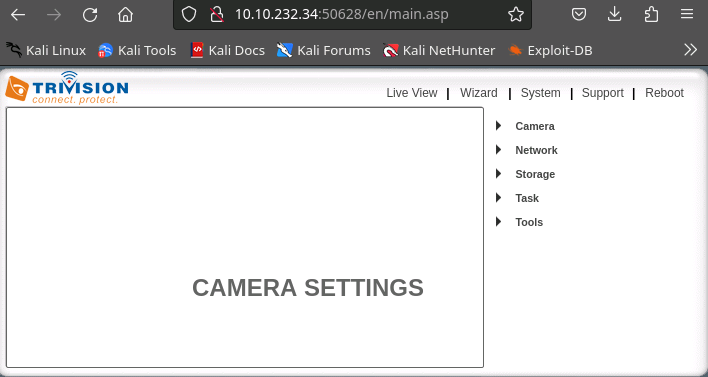 10.10.232.34:50628/en/main.asp
Kali Linux Kali Tools Kali Docs Kali Forums Kali NetHunter Exploit-DB
TRIVISION
connect. protect.
Live View | Wizard | System | Support | Reboot
Camera
Network
Storage
Task
Tools
CAMERA SETTINGS